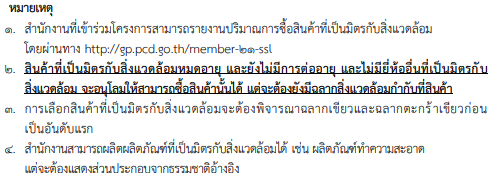 หมายเหตุ
๑. สำนักงานที่เข้าร่วมโครงการสามารถรายงานปริมาณการซื้อสินค้าที่เป็นมิตรกับสิ่งแวดล้อม
โดยผ่านทาง http://gp.pcd.go.th/member-๒๑-ssl
๒. สินค้าที่เป็นมิตรกับสิ่งแวดล้อมหมดอายุ และยังไม่มีการต่ออายุ และไม่มียี่ห้ออื่นที่เป็นมิตรกับ
สิ่งแวดล้อม จะอนุโลมให้สามารถซื้อสินค้านั้นได้ แต่จะต้องยังมีฉลากสิ่งแวดล้อมกำกับที่สินค้า
๓. การเลือกสินค้าที่เป็นมิตรกับสิ่งแวดล้อมจะต้องพิจารณาฉลากเขียวและฉลากตะกร้าเขียวก่อน
เป็นอันดับแรก
๔. สำนักงานสามารถผลิตผลิตภัณฑ์ที่เป็นมิตรกับสิ่งแวดล้อมได้ เช่น ผลิตภัณฑ์ทำความสะอาด
แต่จะต้องแสดงส่วนประกอบจากธรรมชาติอ้างอิง